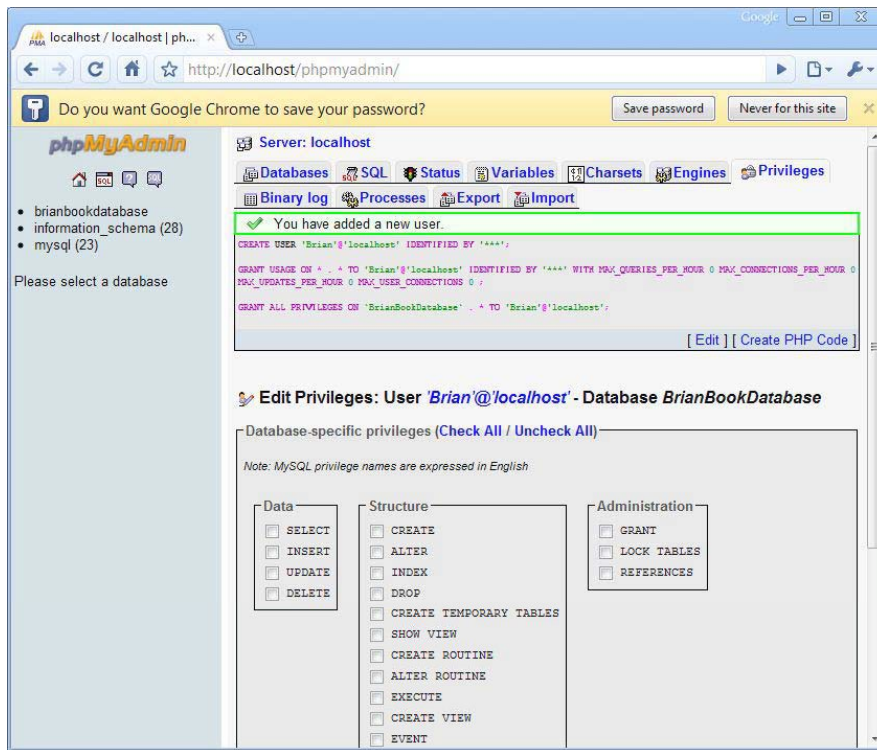 Google
localhost / localhost | ph...
http://localhost/phpmyadmin/
Do you want Google Chrome to save your password? Save password Never for this site
phpMyAdmin
brianbookdatabase
information_schema (28)
mysql (23)
Please select a database
Server: localhost
Databases SQL Status Variables Charsets Engines Privileges
Binary log Processes Export Import
You have added a new user.
CREATE USER 'Brian'@'localhost' IDENTIFIED BY '***';
GRANT USAGE ON * . * TO 'Brian'@'localhost' IDENTIFIED BY '***' WITH MAX_QUERIES_PER_HOUR 0 MAX_CONNECTIONS_PER_HOUR 0
MAX_UPDATES_PER_HOUR 0 MAX_USER_CONNECTIONS 0 ;
GRANT ALL PRIVILEGES ON `BrianBookDatabase` . * TO 'Brian'@'localhost';
[ Edit ] [ Create PHP Code ]
Edit Privileges: User 'Brian'@'localhost' - Database BrianBookDatabase
Database-specific privileges (Check All / Uncheck All)
Note: MySQL privilege names are expressed in English
Data
SELECT
INSERT
UPDATE
DELETE
Structure
CREATE
ALTER
INDEX
DROP
CREATE TEMPORARY TABLES
SHOW VIEW
CREATE ROUTINE
ALTER ROUTINE
EXECUTE
CREATE VIEW
EVENT
Administration
GRANT
LOCK TABLES
REFERENCES